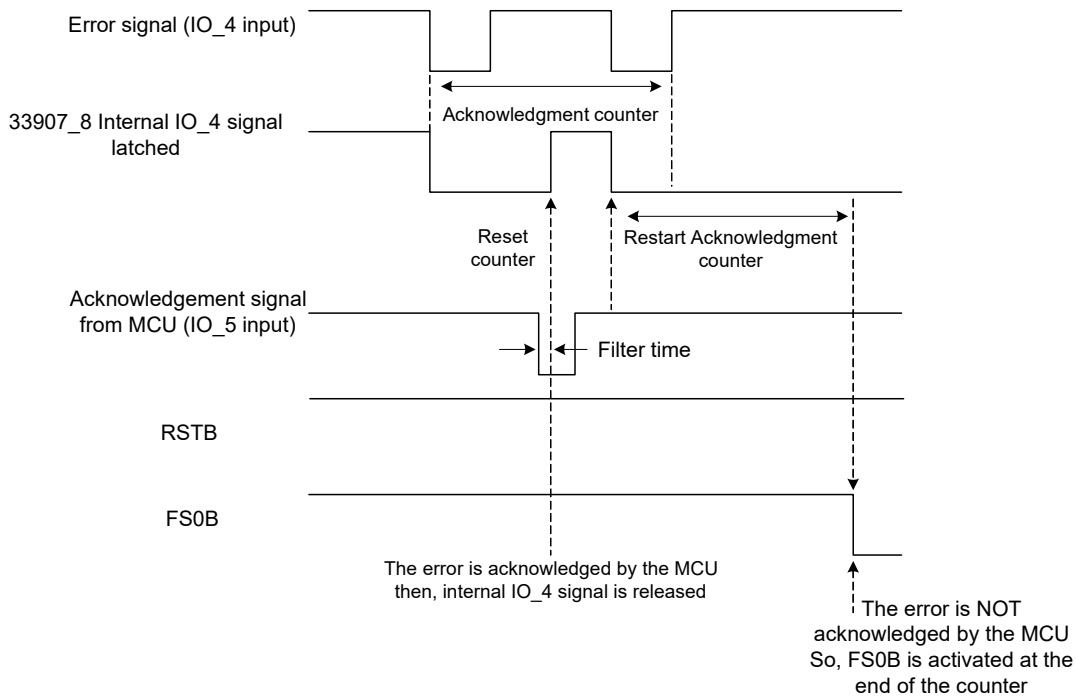 Error signal (IO_4 input)
Acknowledgment counter
33907_8 Internal IO_4 signal
latched
Reset
counter
Restart Acknowledgment
counter
Acknowledgement signal
from MCU (IO_5 input)
Filter time
RSTB
FS0B
The error is acknowledged by the MCU
then, internal IO_4 signal is released
The error is NOT
acknowledged by the MCU
So, FS0B is activated at the
end of the counter